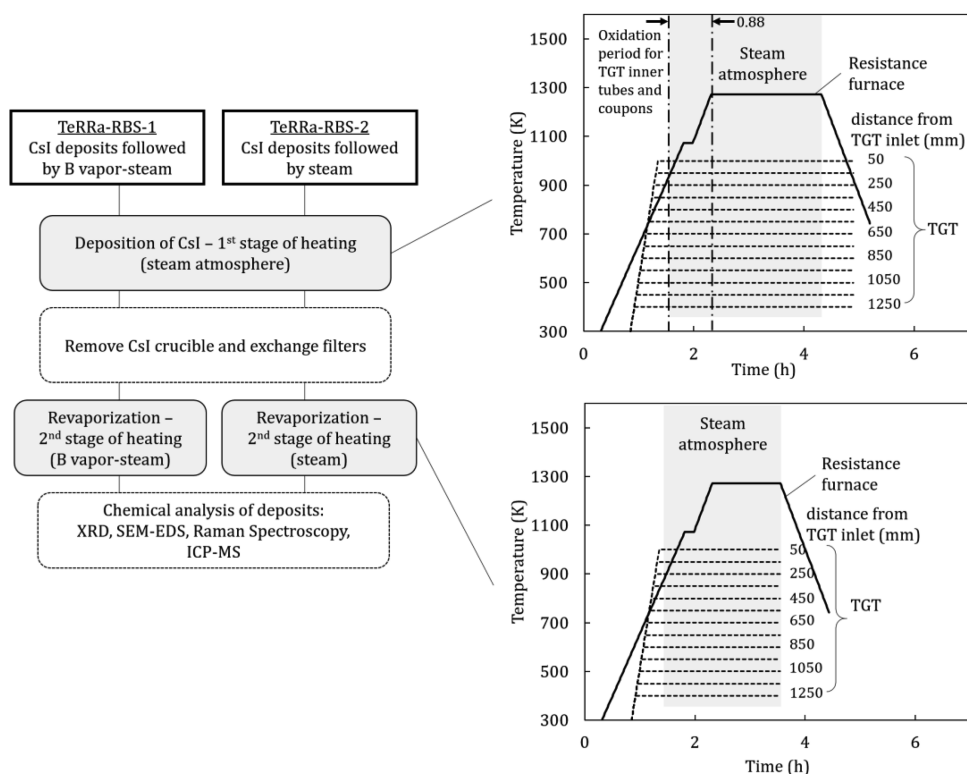 TeRRa-RBS-1
CsI deposits followed
by B vapor-steam
TeRRa-RBS-2
CsI deposits followed
by steam
Deposition of CsI – 1st stage of heating
(steam atmosphere)
Remove CsI crucible and exchange filters
Revaporization –
2nd stage of heating
(B vapor-steam)
Revaporization –
2nd stage of heating
(steam)
Chemical analysis of deposits:
XRD, SEM-EDS, Raman Spectroscopy,
ICP-MS
Temperature (K)
1500
1300
1100
900
700
500
300
0
2
4
6
Time (h)
Oxidation
period for
TGT inner
tubes and
coupons
0.88
Steam
atmosphere
Resistance
furnace
distance from
TGT inlet (mm)
50
250
450
650
850
1050
1250
TGT
Temperature (K)
1500
1300
1100
900
700
500
300
0
2
4
6
Time (h)
Steam
atmosphere
Resistance
furnace
distance from
TGT inlet (mm)
50
250
450
650
850
1050
1250
TGT